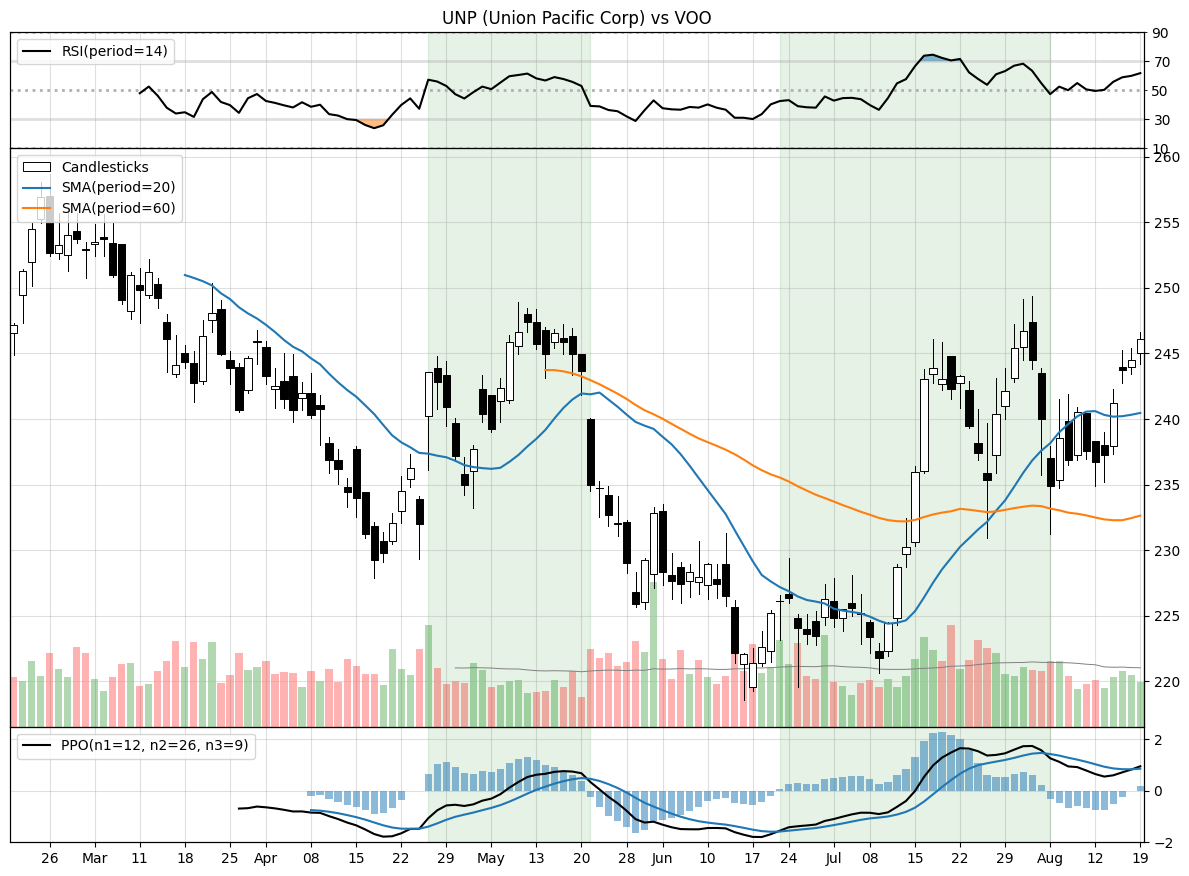 UNP (Union Pacific Corp) vs VOO
RSI(period=14)
90
70
50
30
10
Candlesticks
SMA(period=20)
SMA(period=60)
260
255
250
245
240
235
230
225
220
PPO(n1=12, n2=26, n3=9)
2
0
−2
26 Mar 11 18 25 Apr 08 15 22 29 May 13 20 28 Jun 10 17 24 Jul 08 15 22 29 Aug 12 19